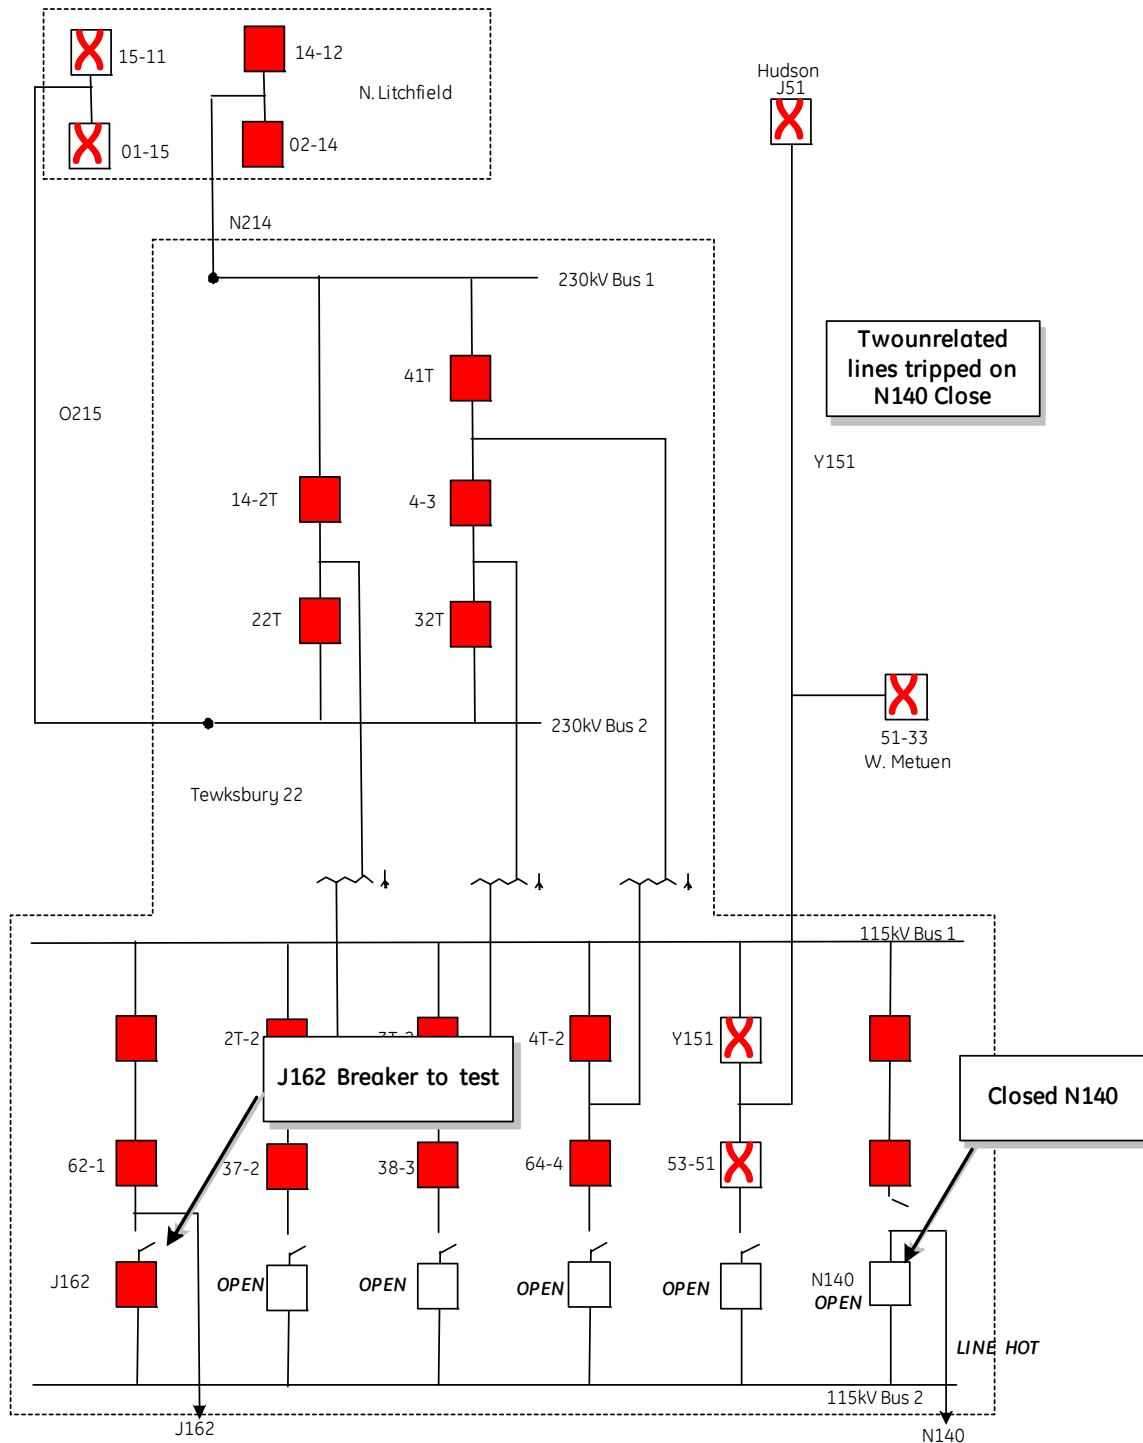 15-11
14-12
N. Litchfield
01-15
02-14
Hudson
J51
N214
230kV Bus 1
Twounrelated
lines tripped on
N140 Close
41T
O215
Y151
14-2T
4-3
22T
32T
230kV Bus 2
51-33
W. Metuen
Tewksbury 22
115kV Bus 1
2T-2
4T-2
Y151
J162 Breaker to test
Closed N140
62-1
37-2
38-3
64-4
53-51
J162
OPEN
OPEN
OPEN
OPEN
N140
OPEN
LINE HOT
115kV Bus 2
J162
N140